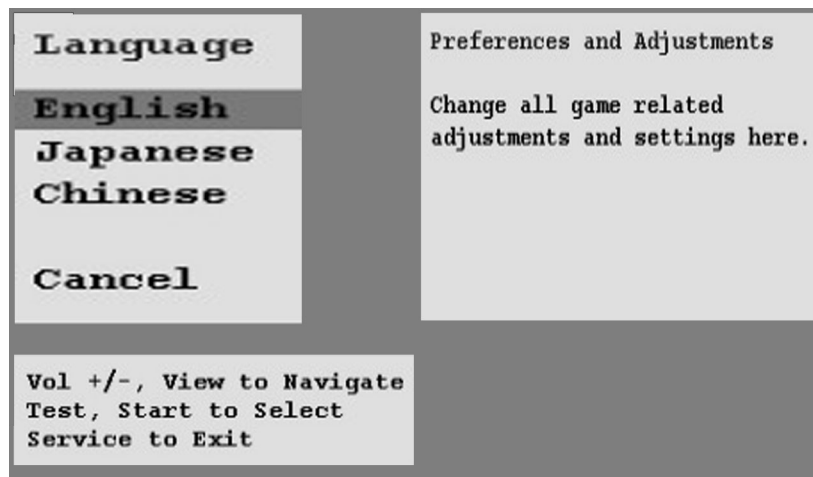 Language
English
Japanese
Chinese
Cancel
Preferences and Adjustments
Change all game related
adjustments and settings here.
Vol +/-, View to Navigate
Test, Start to Select
Service to Exit